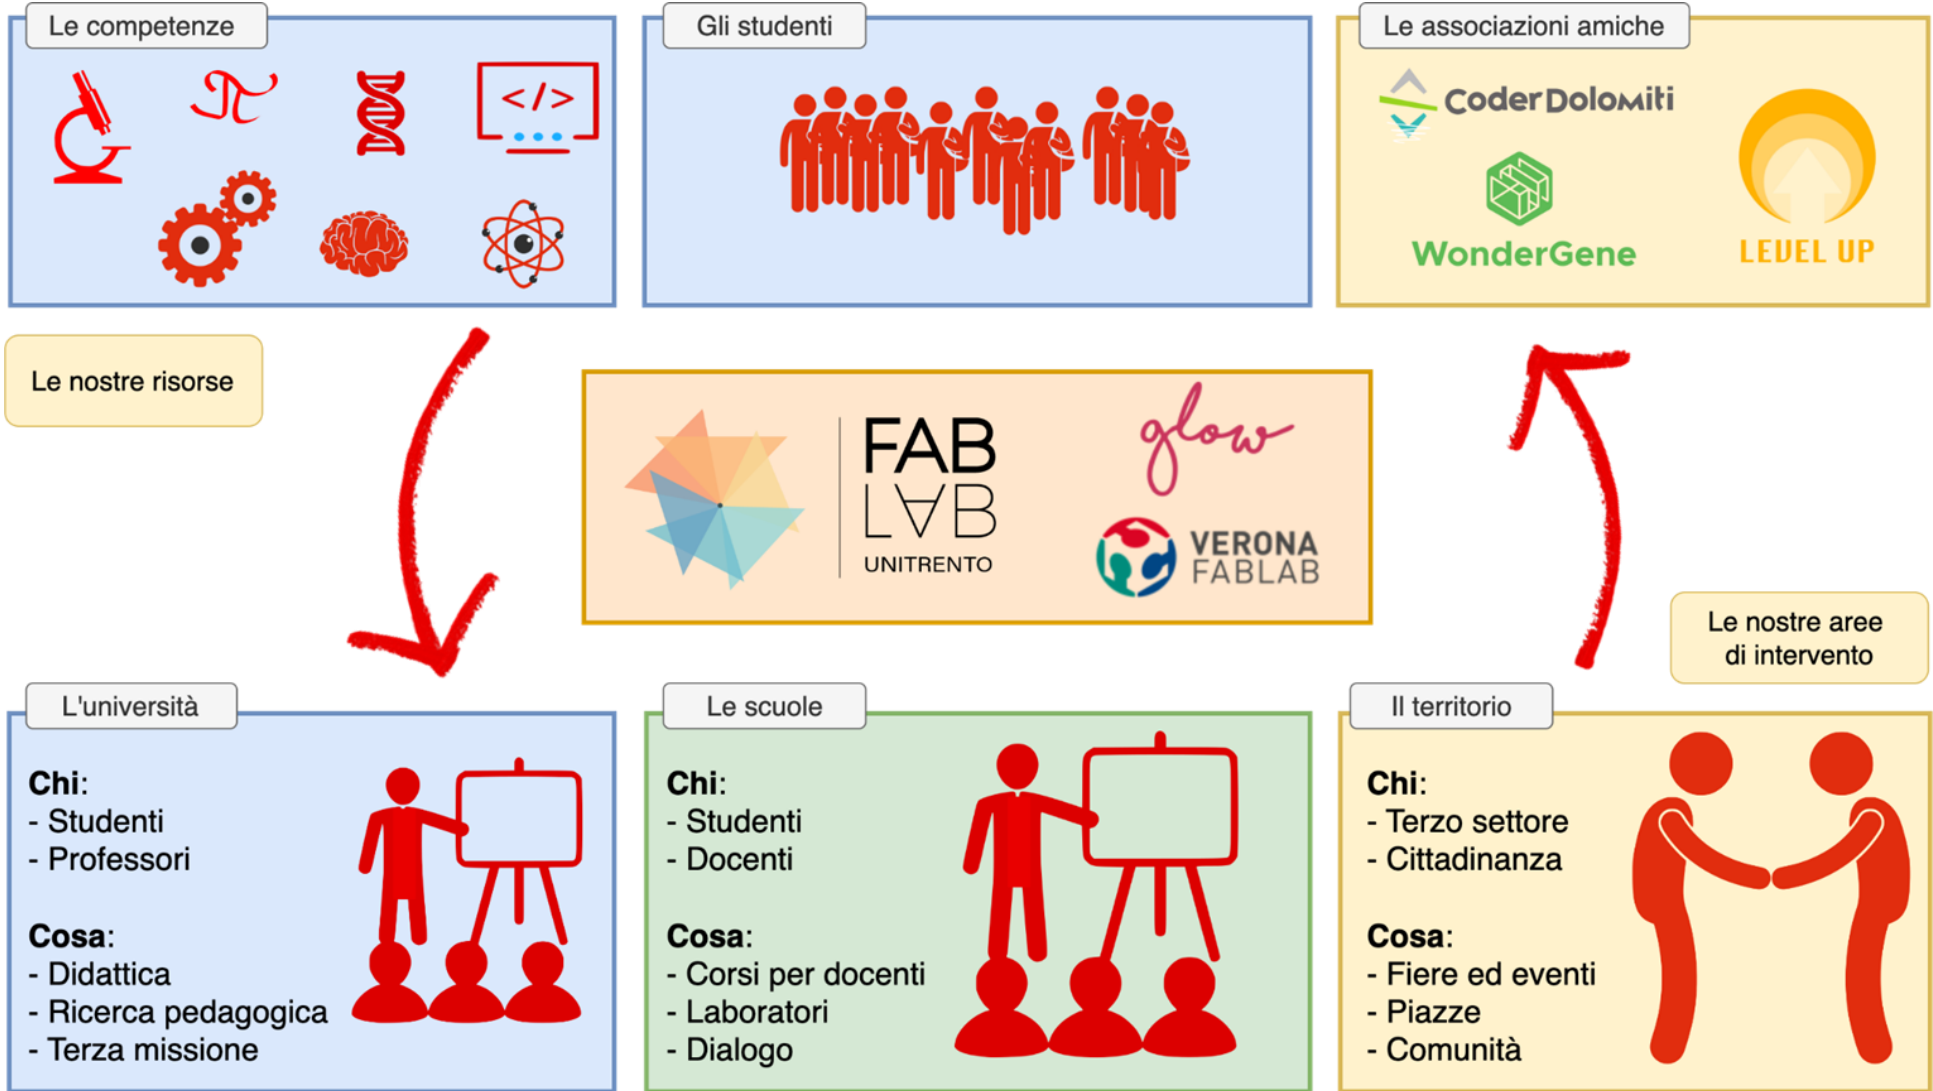 Le competenze
Gli studenti
Le associazioni amiche
π
</>
CoderDolomiti
WonderGene
LEVEL UP
Le nostre risorse
FAB
LAB
UNITRENTO
glow
VERONA
FABLAB
Le nostre aree
di intervento
L'università
Chi:
- Studenti
- Professori
Cosa:
- Didattica
- Ricerca pedagogica
- Terza missione
Le scuole
Chi:
- Studenti
- Docenti
Cosa:
- Corsi per docenti
- Laboratori
- Dialogo
Il territorio
Chi:
- Terzo settore
- Cittadinanza
Cosa:
- Fiere ed eventi
- Piazze
- Comunità